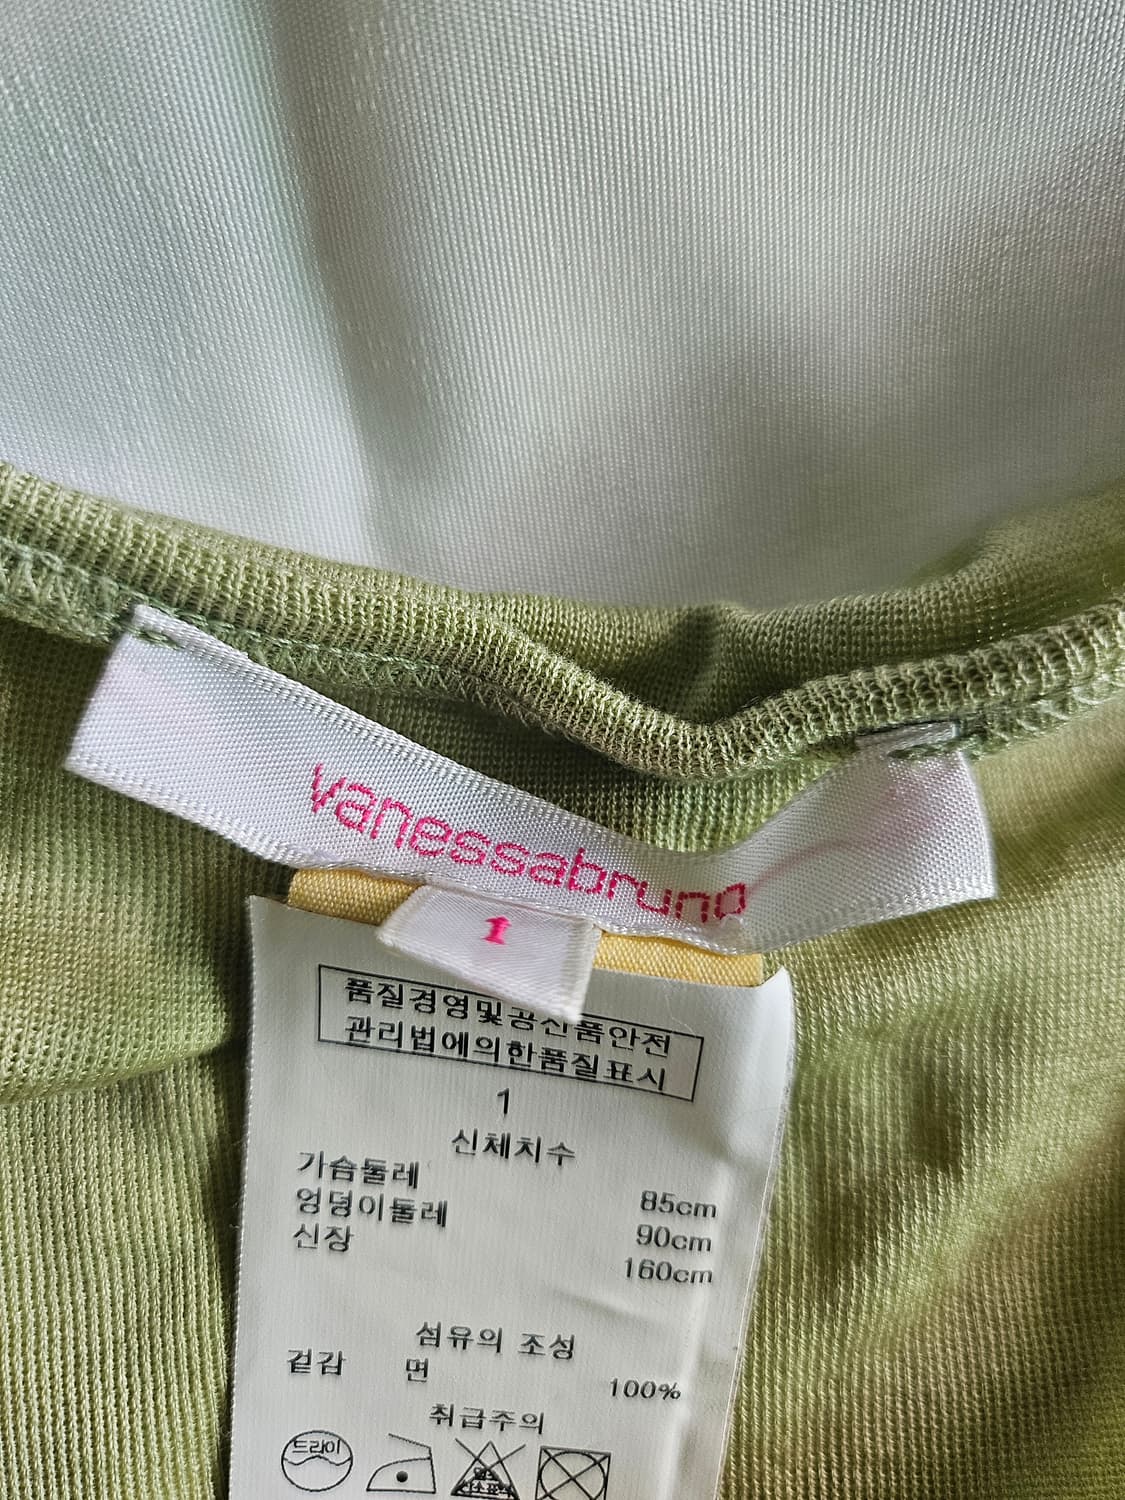 vanessabruno
1
품질경영및공산품안전
관리법에의한품질표시
1
신체치수
가슴둘레 85cm
엉덩이둘레 90cm
신장 160cm
섬유의 조성
겉감 면 100%
취급주의
드라이